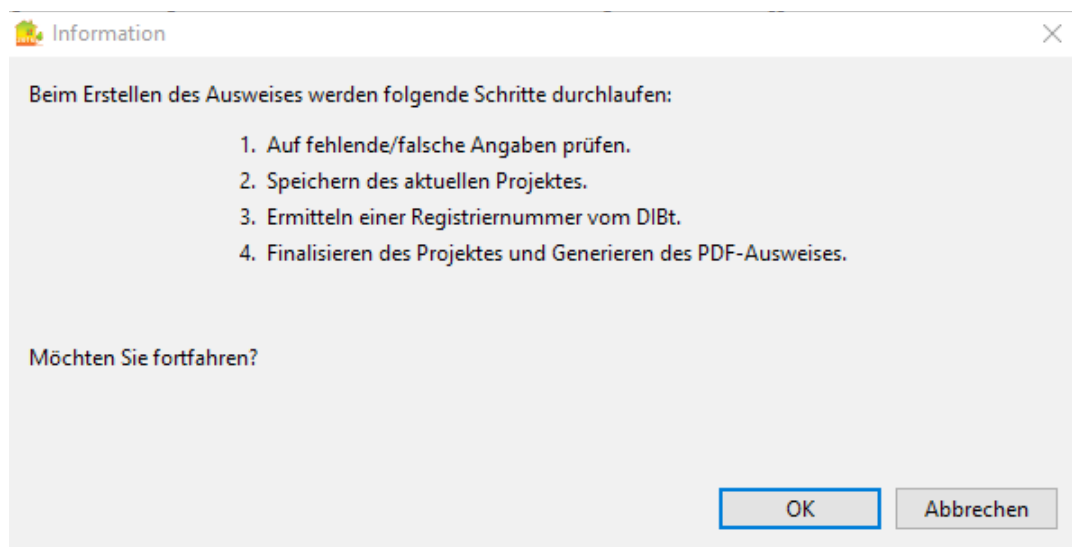 Information
Beim Erstellen des Ausweises werden folgende Schritte durchlaufen:
1. Auf fehlende/falsche Angaben prüfen.
2. Speichern des aktuellen Projektes.
3. Ermitteln einer Registriernummer vom DIBt.
4. Finalisieren des Projektes und Generieren des PDF-Ausweises.
Möchten Sie fortfahren?
OK Abbrechen